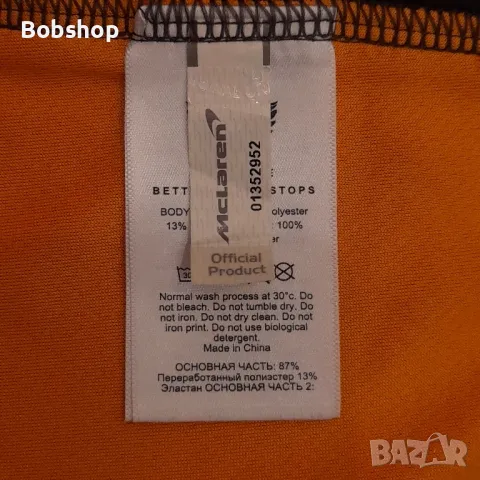 Bobshop
McLaren
01352952
Official
Product
BETT STOPS
BODY olyester
13% : 100%
er
30
Normal wash process at 30°c. Do
not bleach. Do not tumble dry. Do
not iron. Do not dry clean. Do not
iron print. Do not use biological
detergent.
Made in China
ОСНОВНАЯ ЧАСТЬ: 87%
Переработанный полиэстер 13%
Эластан ОСНОВНАЯ ЧАСТЬ 2:
BAZAR